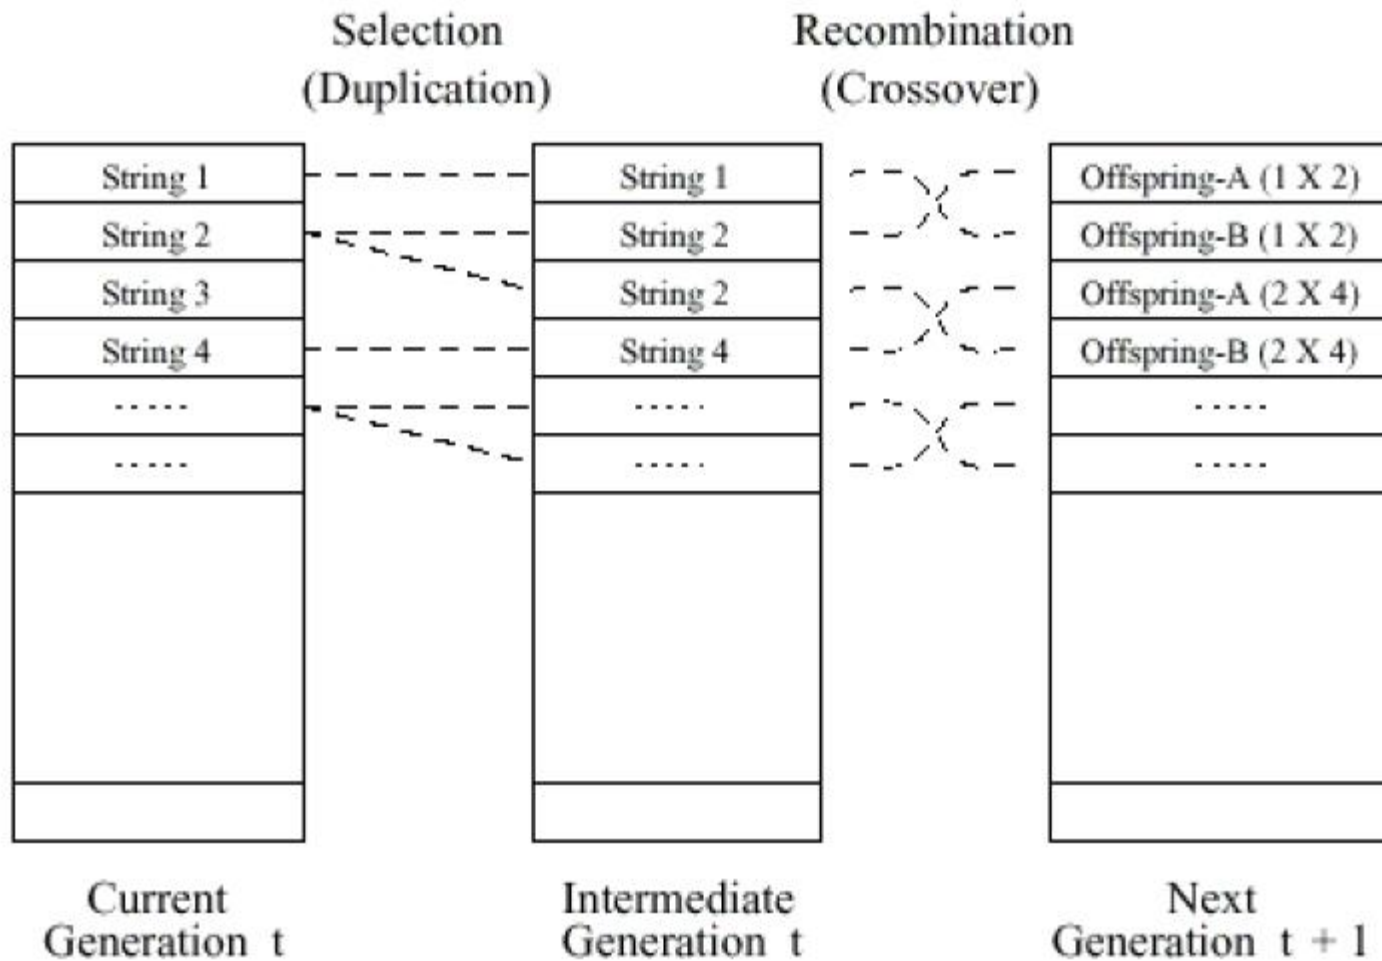 Selection
(Duplication)
Recombination
(Crossover)
String 1
String 2
String 3
String 4
.....
.....
String 1
String 2
String 2
String 4
.....
.....
Offspring-A (1 X 2)
Offspring-B (1 X 2)
Offspring-A (2 X 4)
Offspring-B (2 X 4)
.....
.....
Current
Generation t
Intermediate
Generation t
Next
Generation t + 1